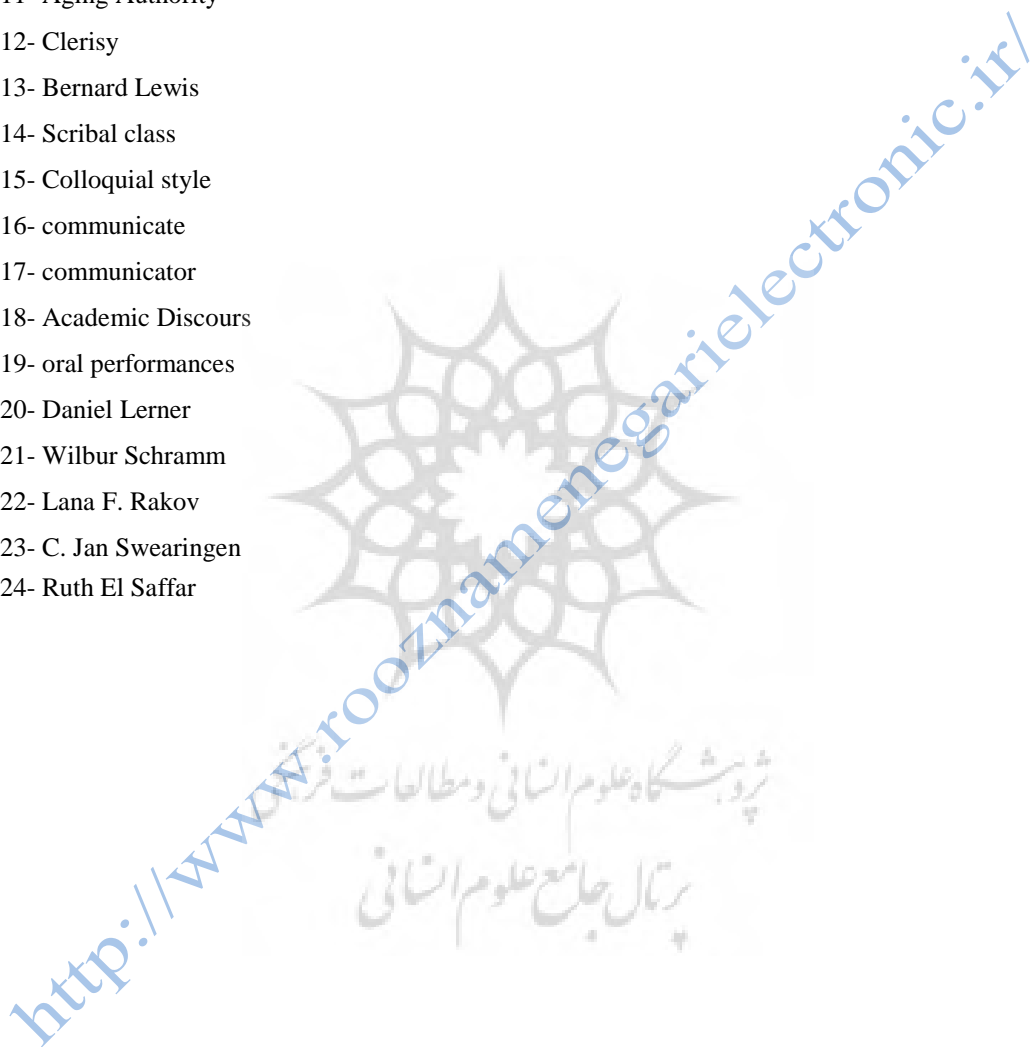 11- Aging Authority
12- Clerisy
13- Bernard Lewis
14- Scribal class
15- Colloquial style
16- communicate
17- communicator
18- Academic Discours
19- oral performances
20- Daniel Lerner
21- Wilbur Schramm
22- Lana F. Rakov
23- C. Jan Swearingen
24- Ruth El Saffar
http://www.rooznamenegarielectronic.ir/
پژوهشگاه علوم انسانی و مطالعات فرهنگی
پرتال جامع علوم انسانی